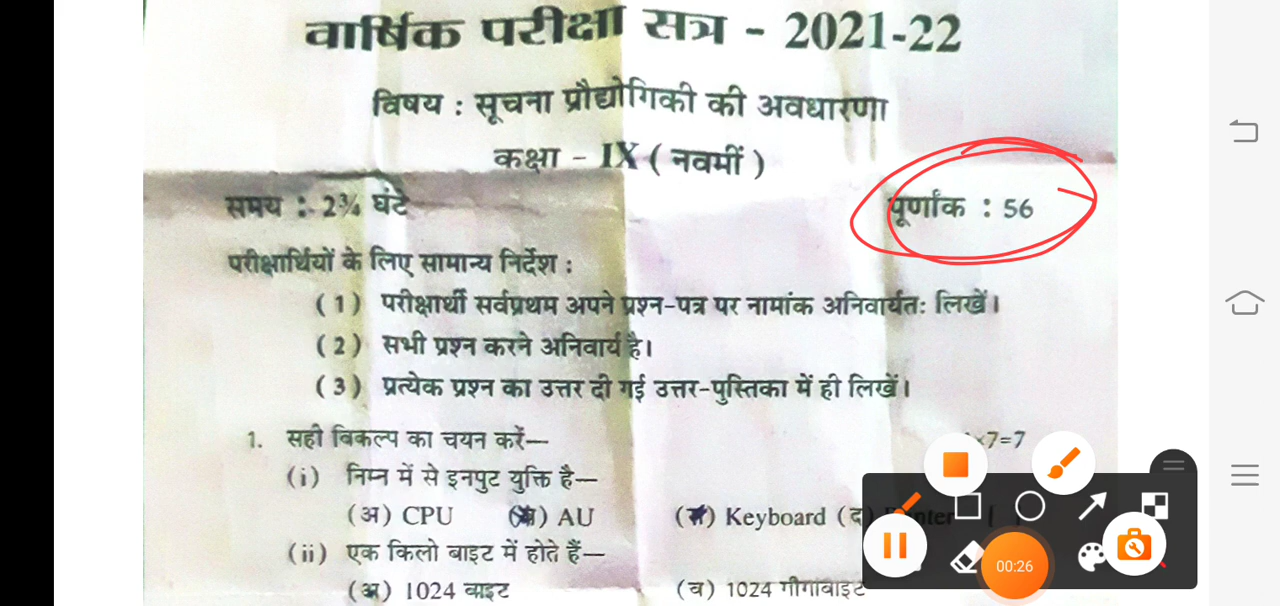 वार्षिक परीक्षा सत्र - 2021-22
विषय : सूचना प्रौद्योगिकी की अवधारणा
कक्षा - IX ( नवमीं )
समय :- 2¾ घंटे पूर्णांक : 56
परीक्षार्थियों के लिए सामान्य निर्देश :
(1) परीक्षार्थी सर्वप्रथम अपने प्रश्न-पत्र पर नामांक अनिवार्यतः लिखें।
(2) सभी प्रश्न करने अनिवार्य है।
(3) प्रत्येक प्रश्न का उत्तर दी गई उत्तर-पुस्तिका में ही लिखें।
1. सही विकल्प का चयन करें— ×7=7
(i) निम्न में से इनपुट युक्ति है—
(अ) CPU AU Keyboard (द)
(ii) एक किलो बाइट में होते हैं—
(अ) 1024 बाइट (ब) 1024 गीगाबाइट
00:26